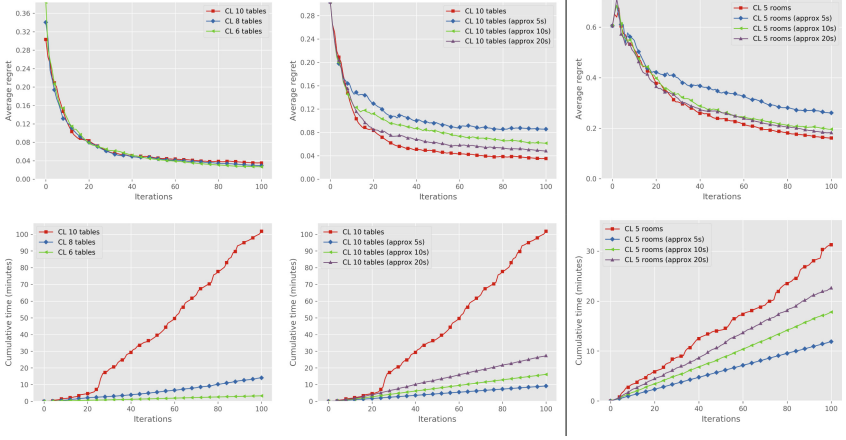 CL 10 tables
CL 8 tables
CL 6 tables
0.36
0.32
0.28
0.24
0.20
0.16
0.12
0.08
0.04
0.00
Average regret
0 20 40 60 80 100
Iterations
CL 10 tables
CL 10 tables (approx 5s)
CL 10 tables (approx 10s)
CL 10 tables (approx 20s)
0.28
0.24
0.20
0.16
0.12
0.08
0.04
0.00
Average regret
0 20 40 60 80 100
Iterations
CL 5 rooms
CL 5 rooms (approx 5s)
CL 5 rooms (approx 10s)
CL 5 rooms (approx 20s)
0.6
0.4
0.2
0.0
Average regret
0 20 40 60 80 100
Iterations
CL 10 tables
CL 8 tables
CL 6 tables
100
90
80
70
60
50
40
30
20
10
0
Cumulative time (minutes)
0 20 40 60 80 100
Iterations
CL 10 tables
CL 10 tables (approx 5s)
CL 10 tables (approx 10s)
CL 10 tables (approx 20s)
100
90
80
70
60
50
40
30
20
10
0
Cumulative time (minutes)
0 20 40 60 80 100
Iterations
CL 5 rooms
CL 5 rooms (approx 5s)
CL 5 rooms (approx 10s)
CL 5 rooms (approx 20s)
30
20
10
0
Cumulative time (minutes)
0 20 40 60 80 100
Iterations